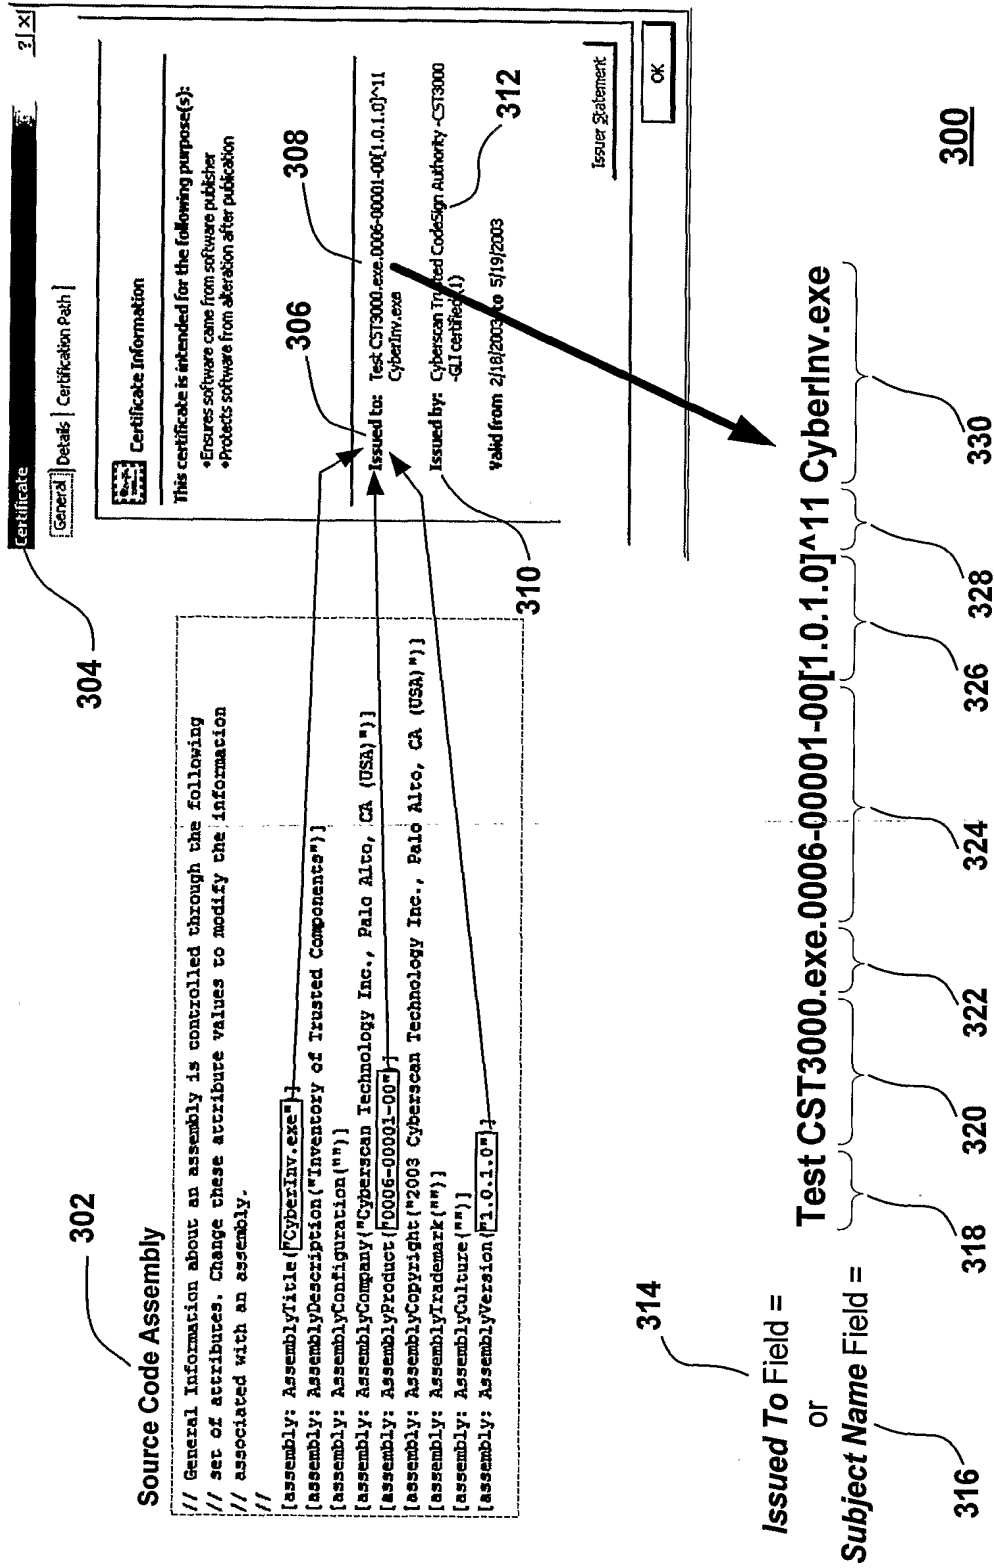 302
Source Code Assembly
// General Information about an assembly is controlled through the following
// set of attributes. Change these attribute values to modify the information
// associated with an assembly.
//
[assembly: AssemblyTitle("CyberInv.exe")]
[assembly: AssemblyDescription("Inventory of Trusted Components")]
[assembly: AssemblyConfiguration("")]
[assembly: AssemblyCompany("Cyberscan Technology Inc., Palo Alto, CA (USA)")]
[assembly: AssemblyProduct("0006-00001-00")]
[assembly: AssemblyCopyright("2003 Cyberscan Technology Inc., Palo Alto, CA (USA)")]
[assembly: AssemblyTrademark("")]
[assembly: AssemblyCulture("")]
[assembly: AssemblyVersion("1.0.1.0")]
304
Certificate
? X
General Details Certification Path
Certificate Information
This certificate is intended for the following purpose(s):
•Ensures software came from software publisher
•Protects software from alteration after publication
306
308
Issued to: Test CST3000.exe.0006-00001-00[1.0.1.0]^11
CyberInv.exe
310
Issued by: Cyberscan Trusted CodeSign Authority -CST3000
-GLI certified (1)
312
Valid from 2/18/2003 to 5/19/2003
Issuer Statement
OK
314
Issued To Field =
or
Subject Name Field =
316
Test CST3000.exe.0006-00001-00[1.0.1.0]^11 CyberInv.exe
318
320
322
324
326
328
330
300